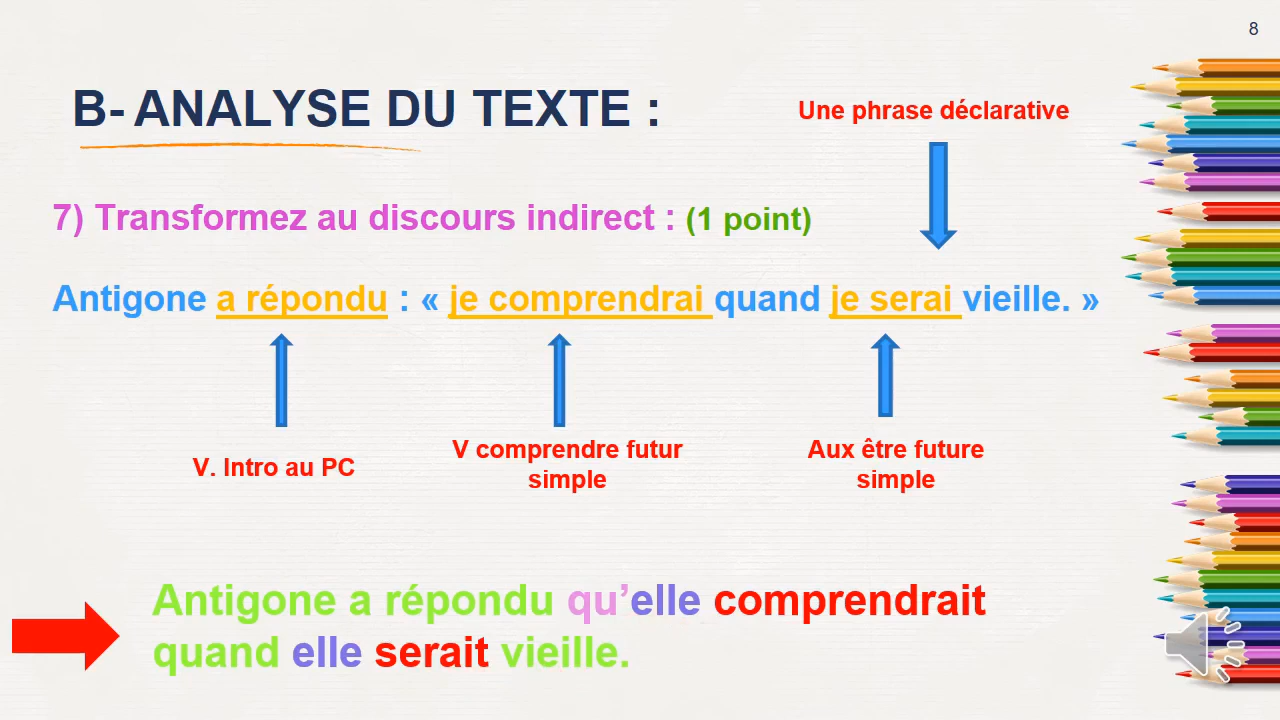 8
B- ANALYSE DU TEXTE :
Une phrase déclarative
7) Transformez au discours indirect : (1 point)
Antigone a répondu : « je comprendrai quand je serai vieille. »
V. Intro au PC
V comprendre futur
simple
Aux être future
simple
Antigone a répondu qu’elle comprendrait
quand elle serait vieille.